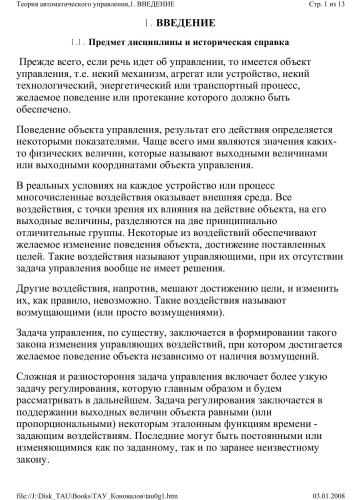 Теория автоматического управления,1. ВВЕДЕНИЕ Стр. 1 из 13
1. ВВЕДЕНИЕ
1.1. Предмет дисциплины и историческая справка
Прежде всего, если речь идет об управлении, то имеется объект
управления, т.е. некий механизм, агрегат или устройство, некий
технологический, энергетический или транспортный процесс,
желаемое поведение или протекание которого должно быть
обеспечено.
Поведение объекта управления, результат его действия определяется
некоторыми показателями. Чаще всего ими являются значения каких-
то физических величин, которые называют выходными величинами
или выходными координатами объекта управления.
В реальных условиях на каждое устройство или процесс
многочисленные воздействия оказывает внешняя среда. Все
воздействия, с точки зрения их влияния на действие объекта, на его
выходные величины, разделяются на две принципиально
отличительные группы. Некоторые из воздействий обеспечивают
желаемое изменение поведения объекта, достижение поставленных
целей. Такие воздействия называют управляющими, при их отсутствии
задача управления вообще не имеет решения.
Другие воздействия, напротив, мешают достижению цели, и изменить
их, как правило, невозможно. Такие воздействия называют
возмущающими (или просто возмущениями).
Задача управления, по существу, заключается в формировании такого
закона изменения управляющих воздействий, при котором достигается
желаемое поведение объекта независимо от наличия возмущений.
Сложная и разностороння задача управления включает более узкую
задачу регулирования, которую главным образом и будем
рассматривать в дальнейшем. Задача регулирования заключается в
поддержании выходных величин объекта равными (или
пропорциональными) некоторым эталонным функциям времени -
задающим воздействиям. Последние могут быть постоянными или
изменяющимися как по заданному, так и по заранее неизвестному
закону.
file://J:\Disk_TAU\Books\ТАУ_Коновалов\tau0g1.htm 03.01.2008